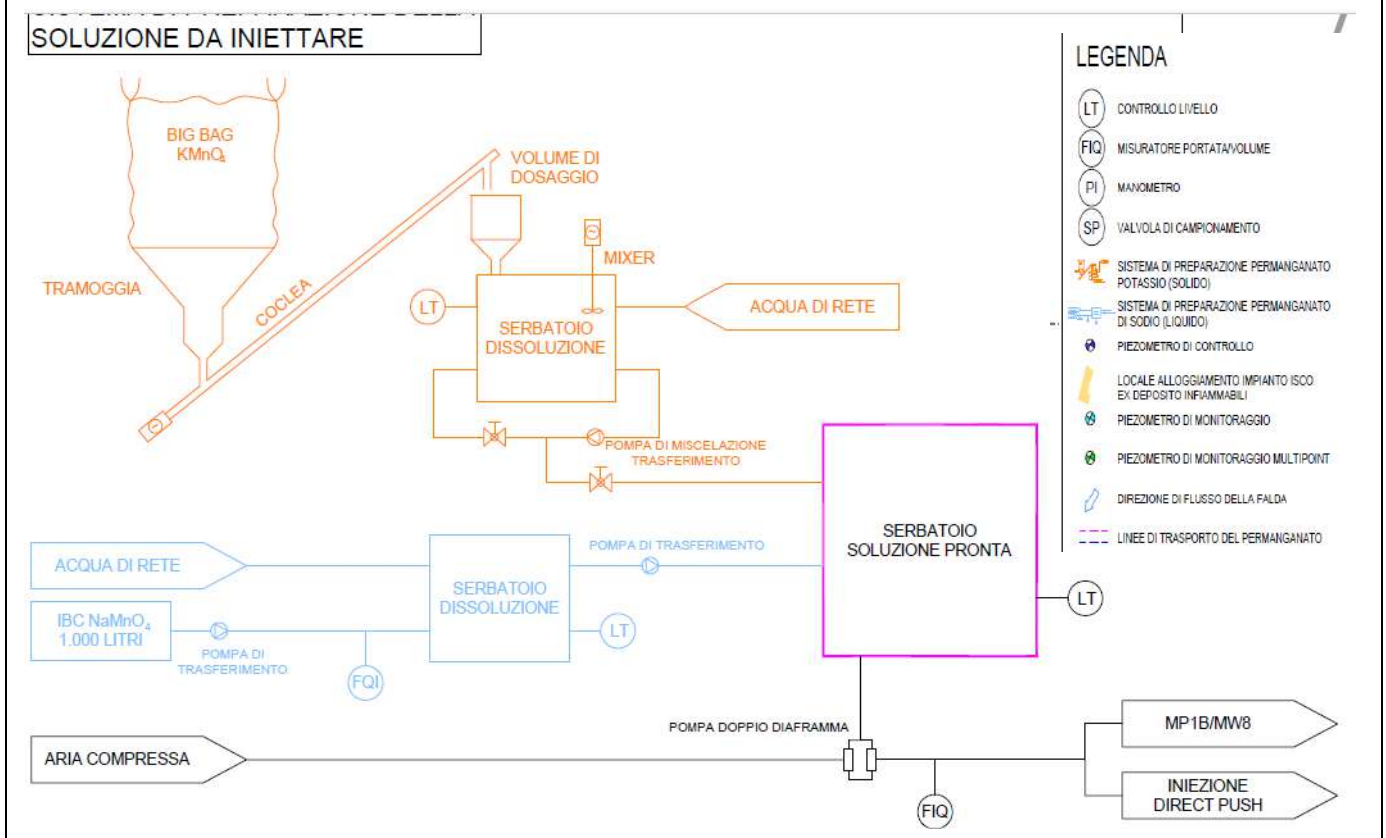 SISTEMA DI PREPARAZIONE DELLA
SOLUZIONE DA INIETTARE
BIG BAG
KMnO4
TRAMOGGIA
COCLEA
VOLUME DI
DOSAGGIO
MIXER
LT
SERBATOIO
DISSOLUZIONE
ACQUA DI RETE
POMPA DI MISCELAZIONE
TRASFERIMENTO
ACQUA DI RETE
IBC NaMnO4
1.000 LITRI
POMPA DI
TRASFERIMENTO
FQI
SERBATOIO
DISSOLUZIONE
LT
POMPA DI TRASFERIMENTO
SERBATOIO
SOLUZIONE PRONTA
LT
POMPA DOPPIO DIAFRAMMA
ARIA COMPRESSA
FIQ
MP1B/MW8
INIEZIONE
DIRECT PUSH
LEGENDA
LT CONTROLLO LIVELLO
FIQ MISURATORE PORTATA/VOLUME
PI MANOMETRO
SP VALVOLA DI CAMPIONAMENTO
SISTEMA DI PREPARAZIONE PERMANGANATO
POTASSIO (SOLIDO)
SISTEMA DI PREPARAZIONE PERMANGANATO
DI SODIO (LIQUIDO)
PIEZOMETRO DI CONTROLLO
LOCALE ALLOGGIAMENTO IMPIANTO ISCO
EX DEPOSITO INFIAMMABILI
PIEZOMETRO DI MONITORAGGIO
PIEZOMETRO DI MONITORAGGIO MULTIPOINT
DIREZIONE DI FLUSSO DELLA FALDA
LINEE DI TRASPORTO DEL PERMANGANATO